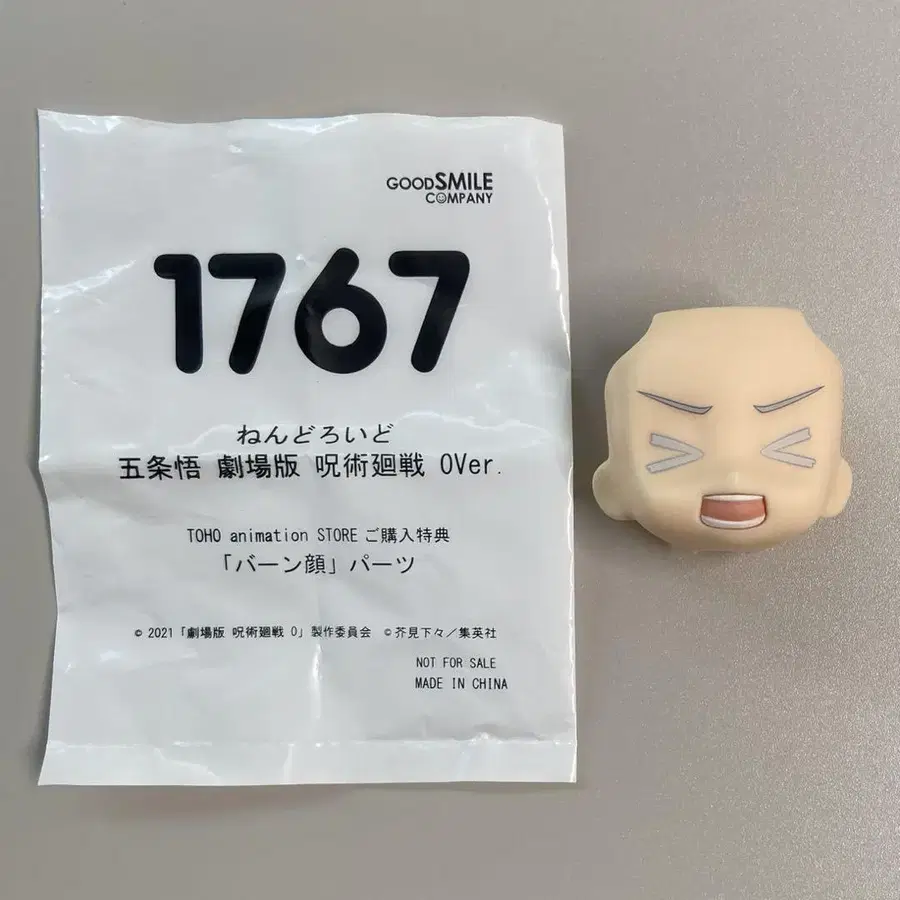 GOODSMILE
COMPANY
1767
ねんどろいど
五条悟 劇場版 呪術廻戦 0Ver.
TOHO animation STORE ご購入特典
「バーン顔」パーツ
© 2021「劇場版 呪術廻戦 0」製作委員会 ©芥見下々／集英社
NOT FOR SALE
MADE IN CHINA